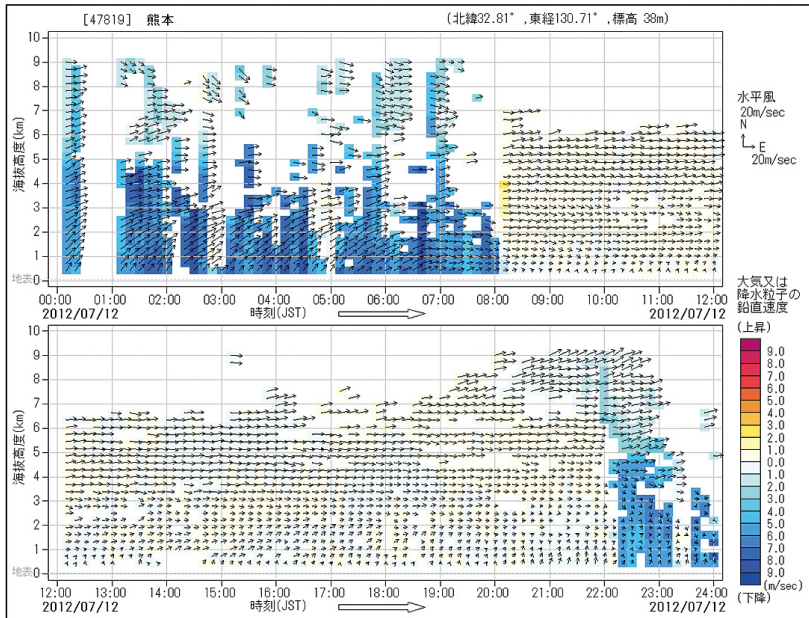 [47819] 熊本 (北緯32.81°,東経130.71°,標高 38m)
10
9
8
7
6
5
4
3
2
1
0
海抜高度(km)
地表
00:00 01:00 02:00 03:00 04:00 05:00 06:00 07:00 08:00 09:00 10:00 11:00 12:00
2012/07/12 時刻(JST) 2012/07/12
10
9
8
7
6
5
4
3
2
1
0
海抜高度(km)
地表
12:00 13:00 14:00 15:00 16:00 17:00 18:00 19:00 20:00 21:00 22:00 23:00 24:00
2012/07/12 時刻(JST) 2012/07/12
水平風
20m/sec
N
E
20m/sec
大気又は
降水粒子の
鉛直速度
(上昇)
9.0
8.0
7.0
6.0
5.0
4.0
3.0
2.0
1.0
0.0
1.0
2.0
3.0
4.0
5.0
6.0
7.0
8.0
9.0
(m/sec)
(下降)